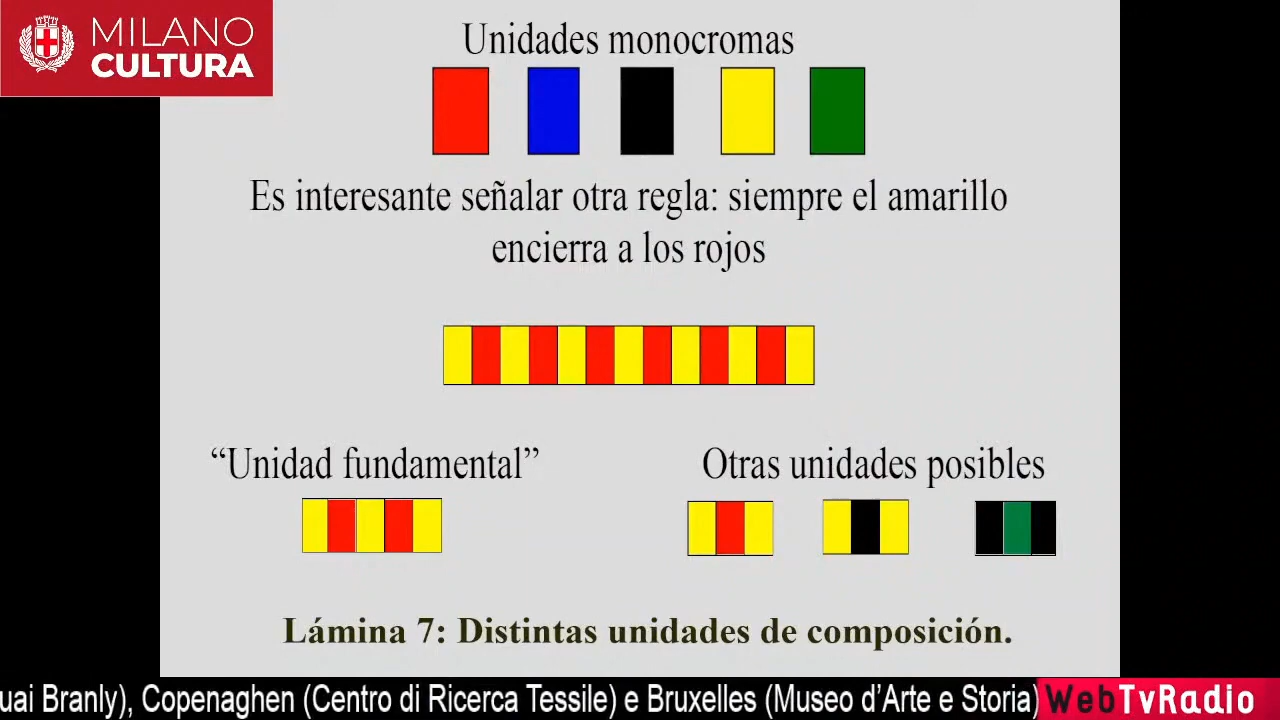 MILANO
CULTURA
Unidades monocromas
Es interesante señalar otra regla: siempre el amarillo
encierra a los rojos
“Unidad fundamental”
Otras unidades posibles
Lámina 7: Distintas unidades de composición.
uai Branly), Copenaghen (Centro di Ricerca Tessile) e Bruxelles (Museo d’Arte e Storia)
WebTvRadio